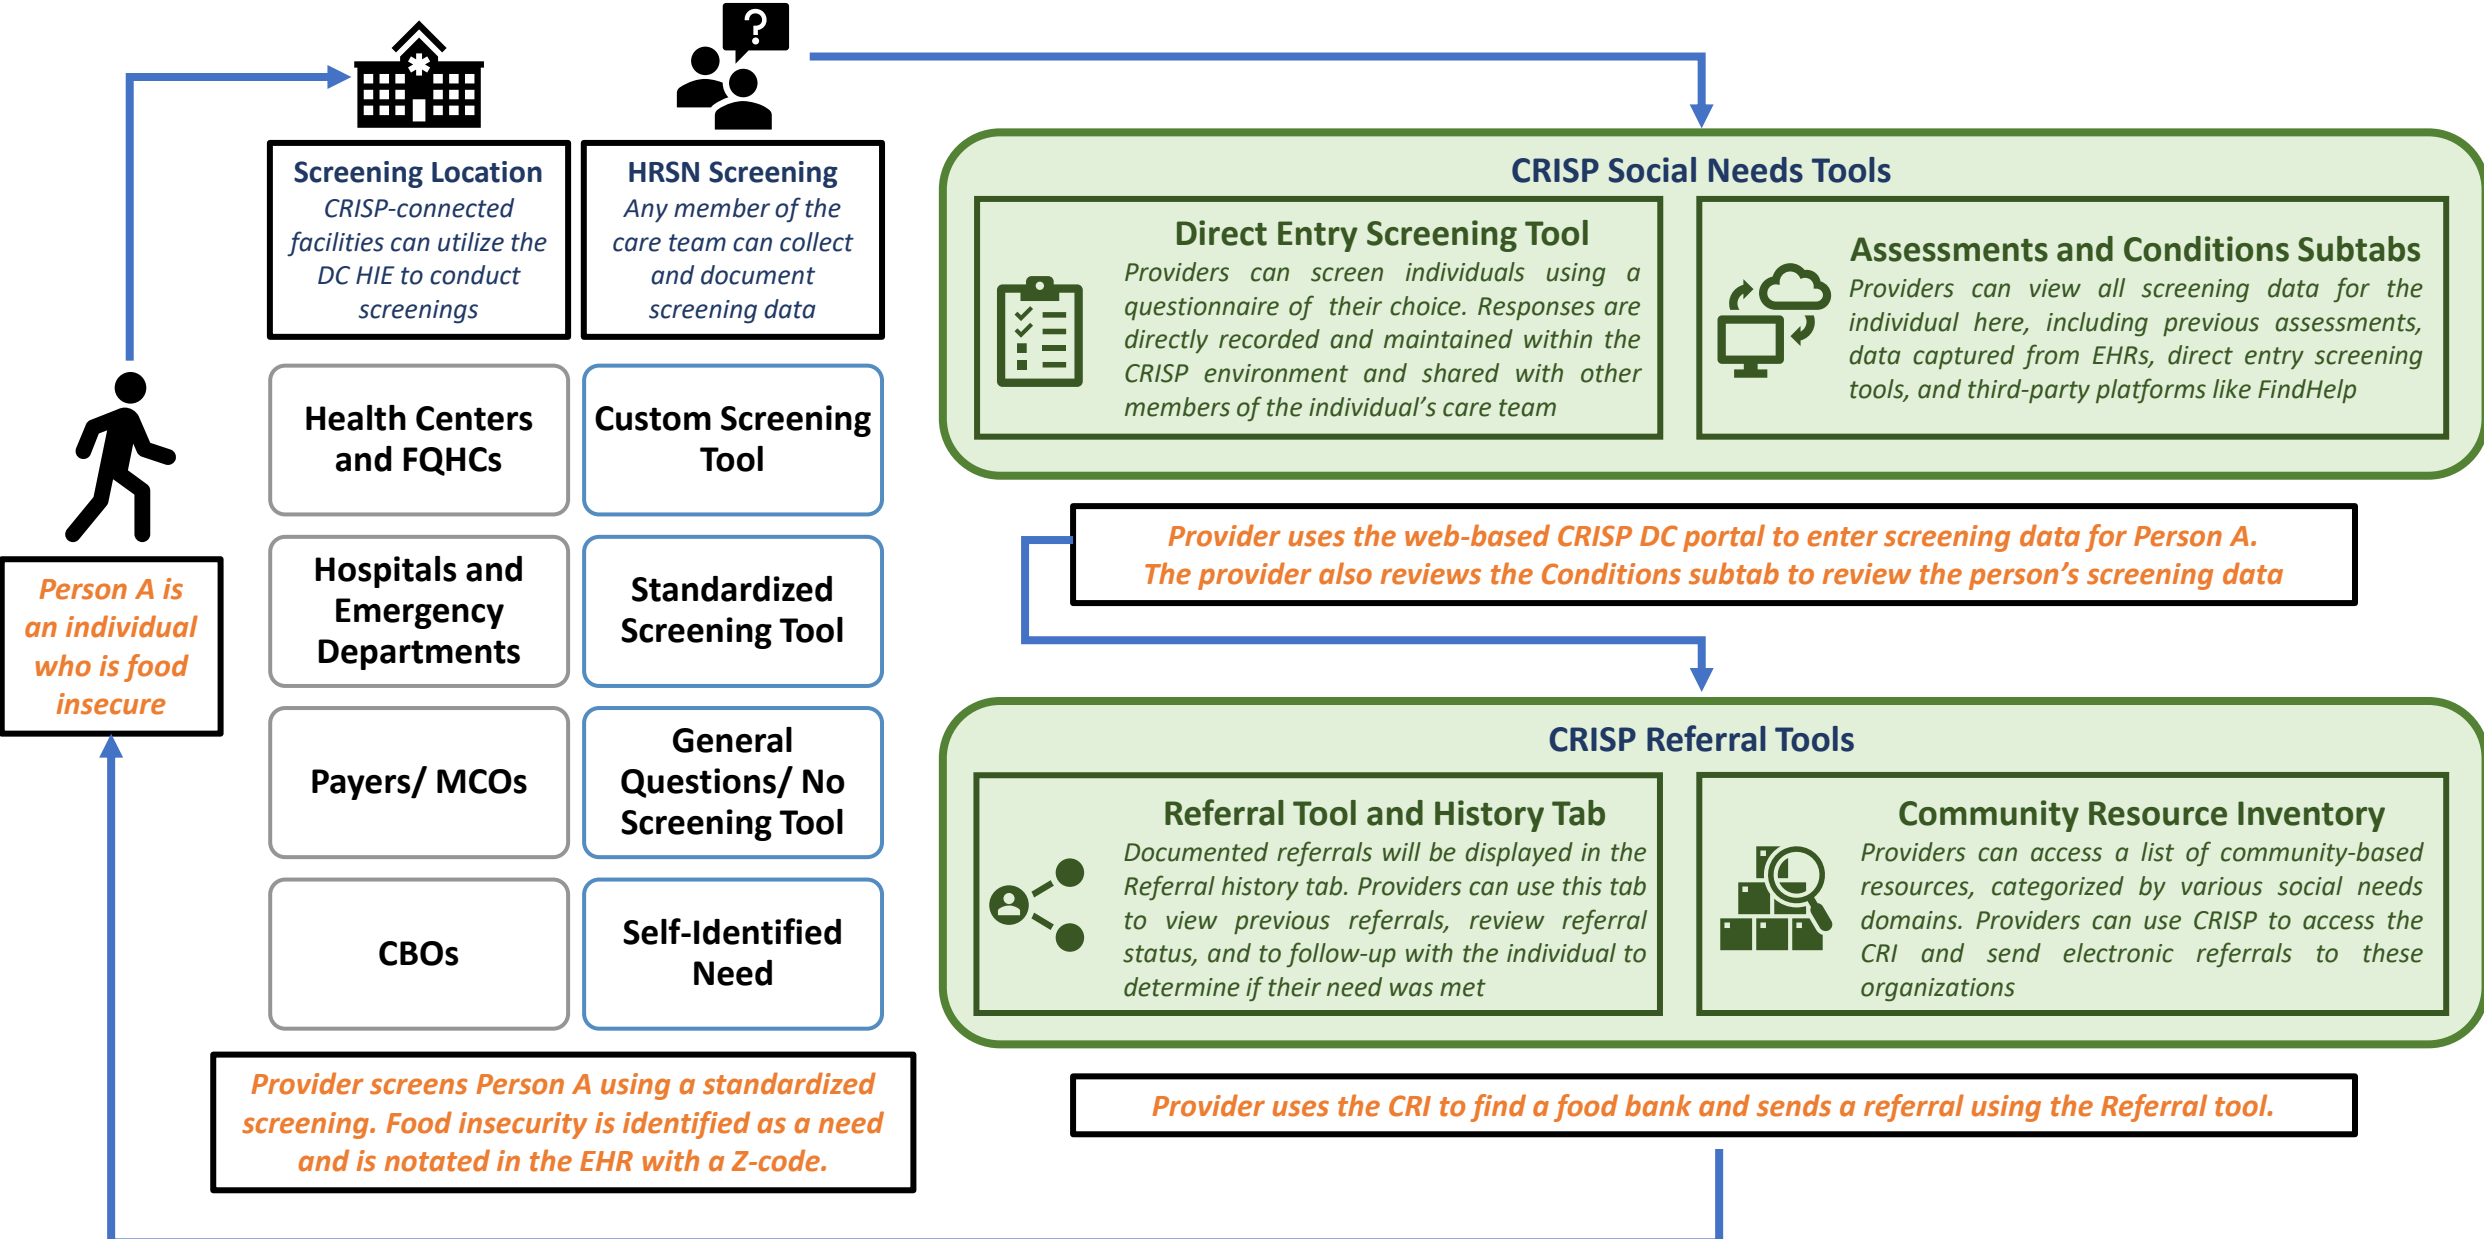 ?
Screening Location
CRISP-connected
facilities can utilize the
DC HIE to conduct
screenings
HRSN Screening
Any member of the
care team can collect
and document
screening data
Health Centers
and FQHCs
Custom Screening
Tool
Hospitals and
Emergency
Departments
Standardized
Screening Tool
Payers/ MCOs
General
Questions/ No
Screening Tool
CBOs
Self-Identified
Need
Person A is
an individual
who is food
insecure
Provider screens Person A using a standardized
screening. Food insecurity is identified as a need
and is notated in the EHR with a Z-code.
CRISP Social Needs Tools
Direct Entry Screening Tool
Providers can screen individuals using a
questionnaire of their choice. Responses are
directly recorded and maintained within the
CRISP environment and shared with other
members of the individual’s care team
Assessments and Conditions Subtabs
Providers can view all screening data for the
individual here, including previous assessments,
data captured from EHRs, direct entry screening
tools, and third-party platforms like FindHelp
Provider uses the web-based CRISP DC portal to enter screening data for Person A.
The provider also reviews the Conditions subtab to review the person’s screening data
CRISP Referral Tools
Referral Tool and History Tab
Documented referrals will be displayed in the
Referral history tab. Providers can use this tab
to view previous referrals, review referral
status, and to follow-up with the individual to
determine if their need was met
Community Resource Inventory
Providers can access a list of community-based
resources, categorized by various social needs
domains. Providers can use CRISP to access the
CRI and send electronic referrals to these
organizations
Provider uses the CRI to find a food bank and sends a referral using the Referral tool.